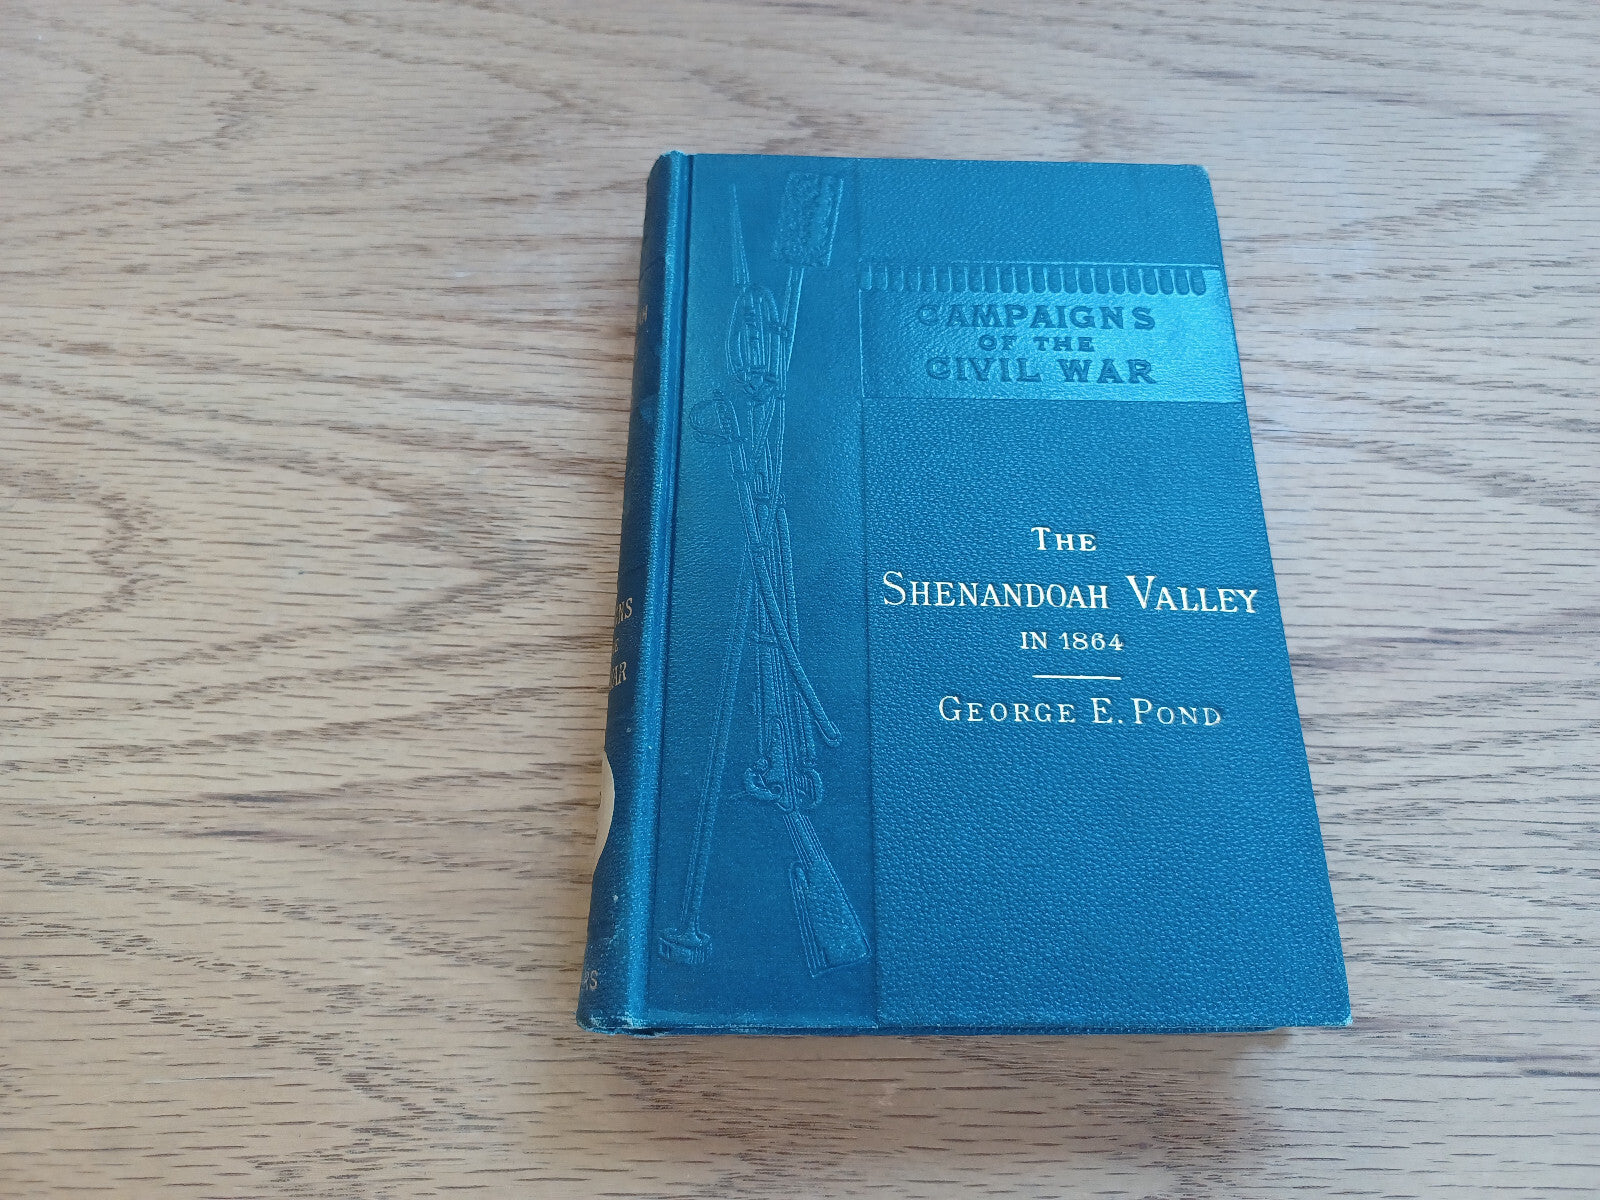 CAMPAIGNS
OF THE
CIVIL WAR
THE
SHENANDOAH VALLEY
IN 1864
GEORGE E. POND